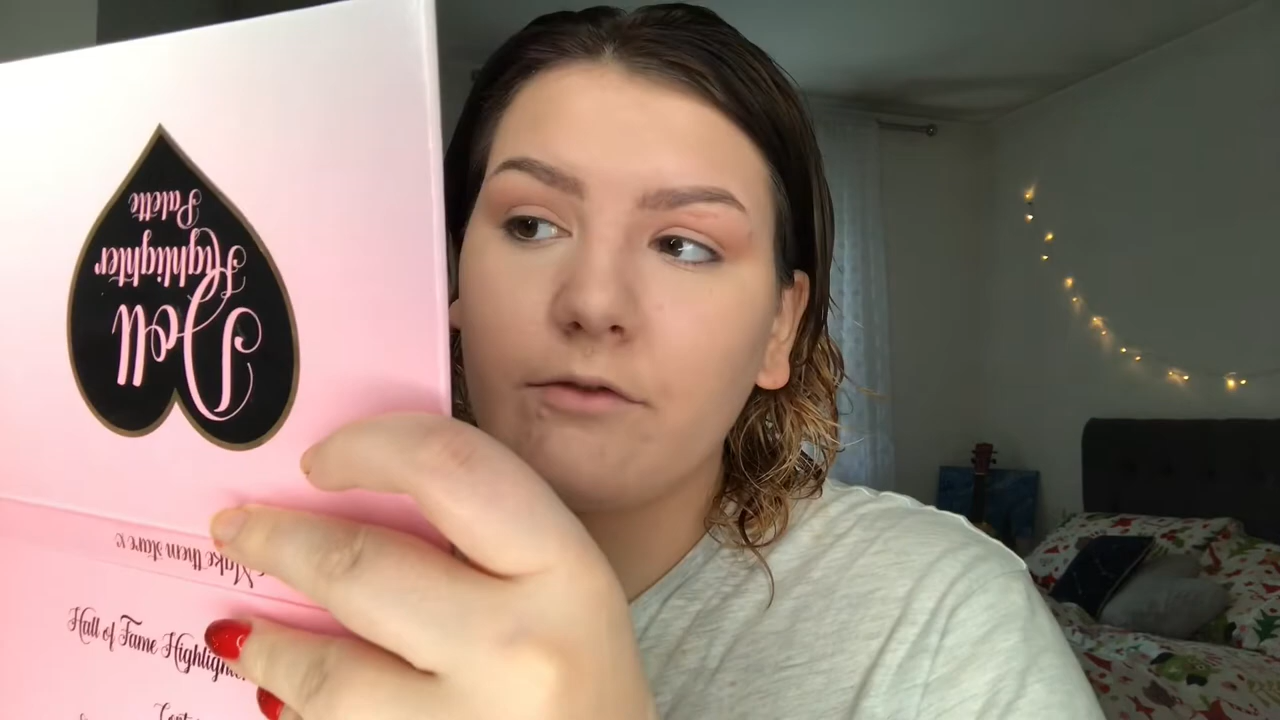 Doll
Highlighter
Palette
Make them stare x
Hall of Fame Highlighter